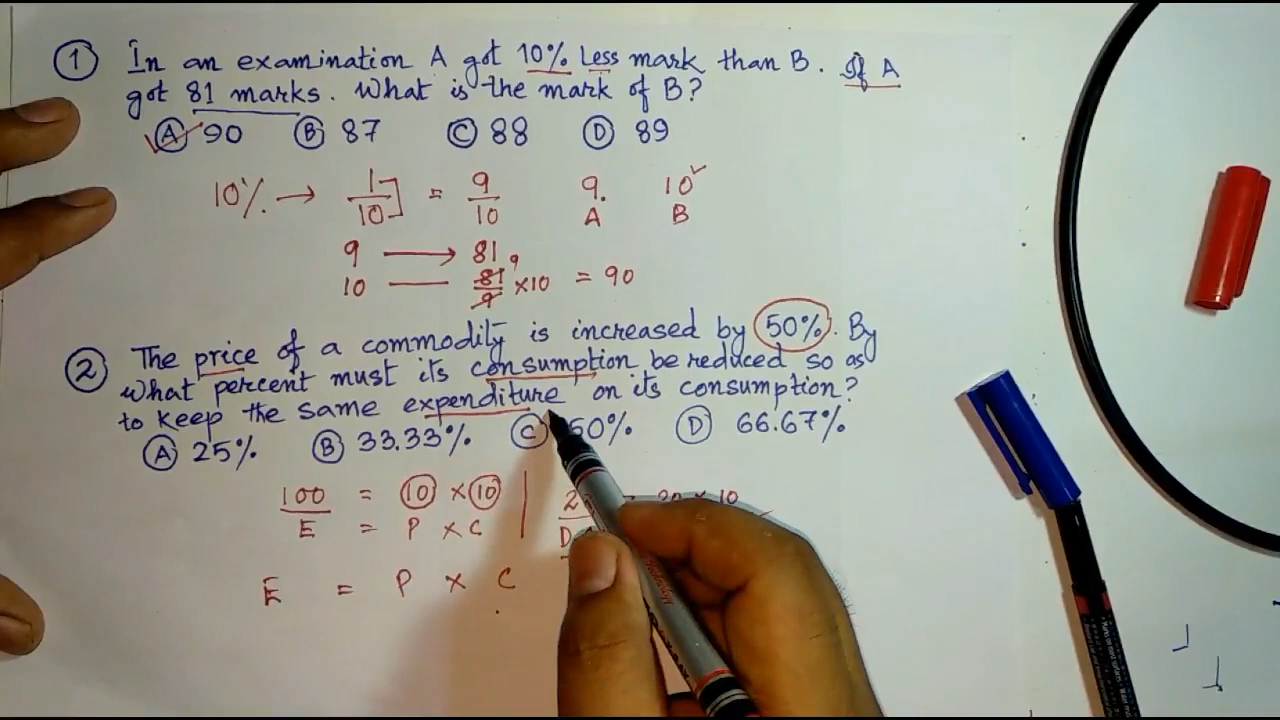 ① In an examination A got 10% Less mark than B. If A
got 81 marks. What is the mark of B?
Ⓐ 90 Ⓑ 87 Ⓒ 88 Ⓓ 89
10% → 1/10 = 9/10 9 A 10 B
9 → 81
10 — 81/9 × 10 = 90
② The price of a commodity is increased by 50%. By
what percent must its consumption be reduced so as
to keep the same expenditure on its consumption?
Ⓐ 25% Ⓑ 33.33% Ⓒ 50% Ⓓ 66.67%
100 = 10 × 10
E = P × C
E = P × C